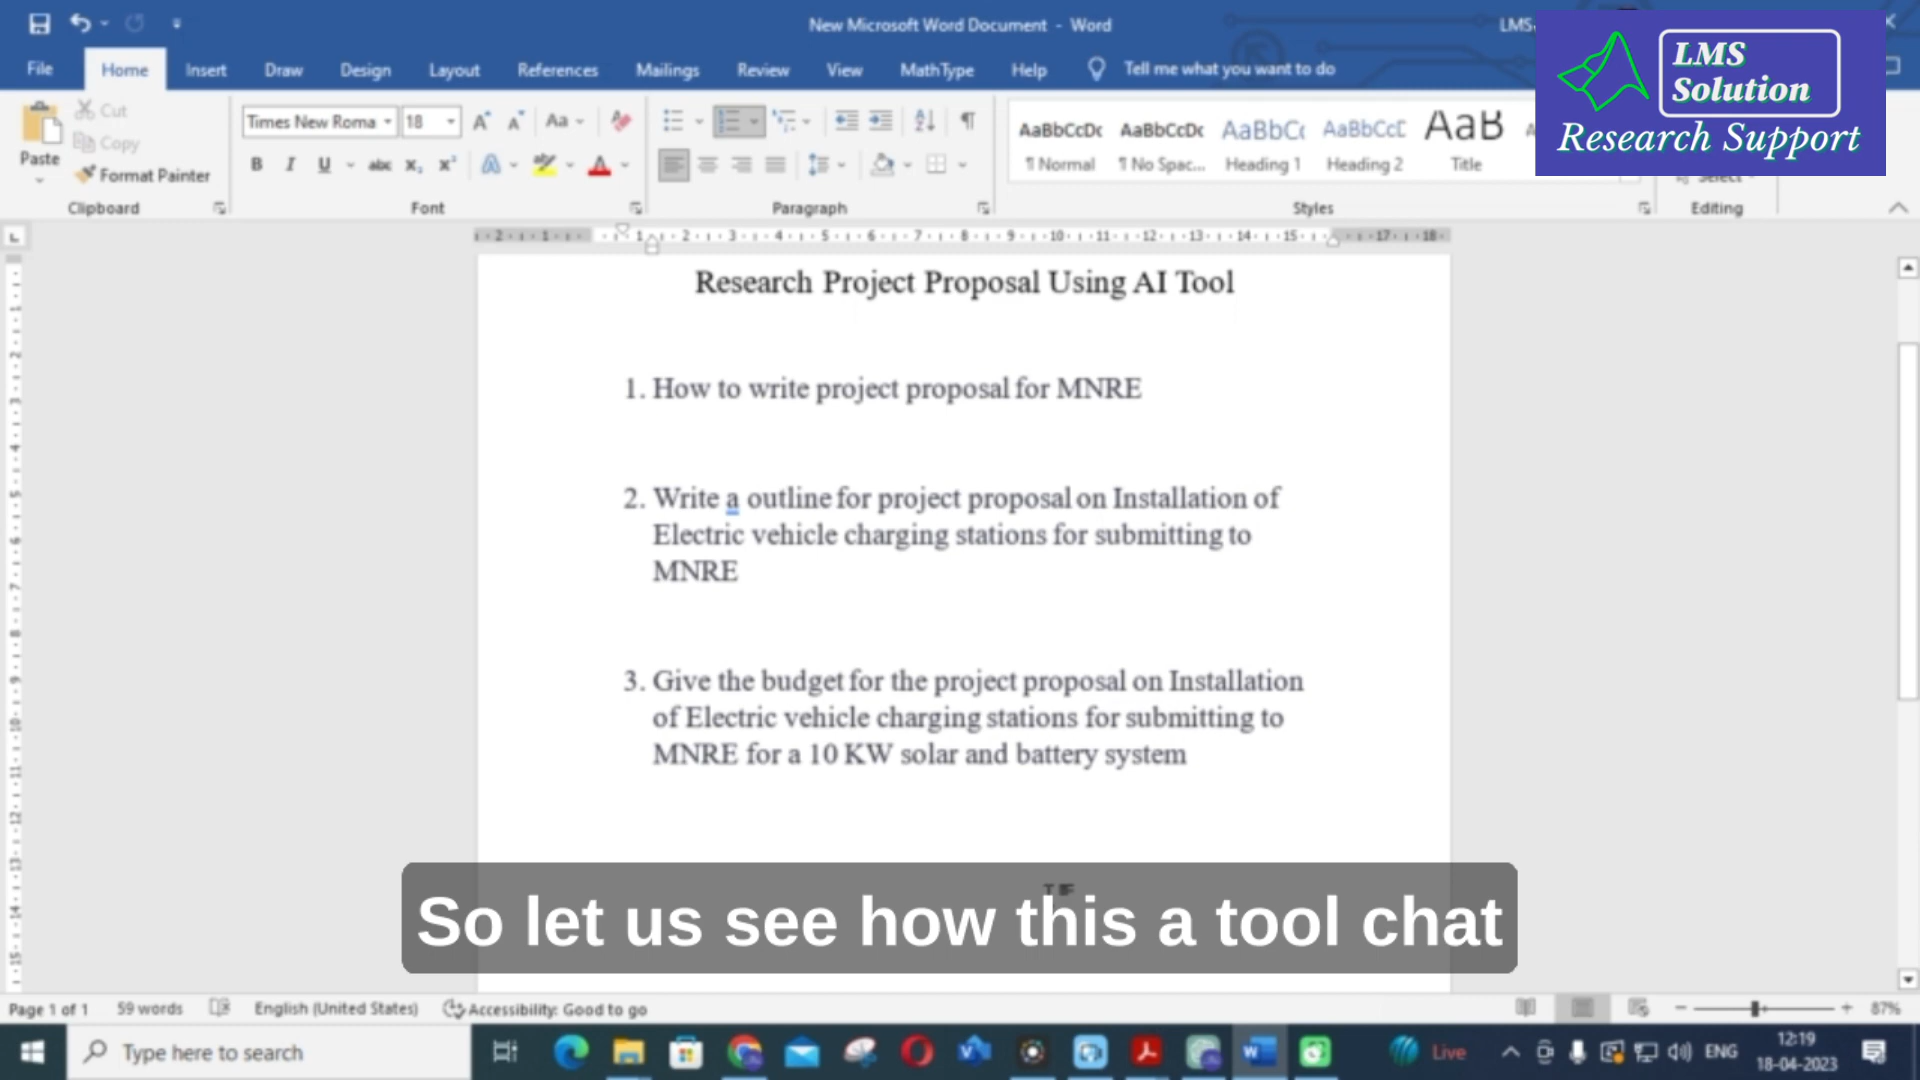 New Microsoft Word Document - Word
LMS
LMS
Solution
Research Support
File Home Insert Draw Design Layout References Mailings Review View MathType Help Tell me what you want to do
Paste
Cut
Copy
Format Painter
Times New Roma 18
AaBbCcDc AaBbCcDc AaBbC AaBbCcC AaB
¶ Normal ¶ No Spac... Heading 1 Heading 2 Title
Select
Clipboard Font Paragraph Styles Editing
Research Project Proposal Using AI Tool
1. How to write project proposal for MNRE
2. Write a outline for project proposal on Installation of
Electric vehicle charging stations for submitting to
MNRE
3. Give the budget for the project proposal on Installation
of Electric vehicle charging stations for submitting to
MNRE for a 10 KW solar and battery system
So let us see how this a tool chat
Page 1 of 1 59 words English (United States) Accessibility: Good to go 87%
Type here to search Live ENG 12:19
18-04-2023